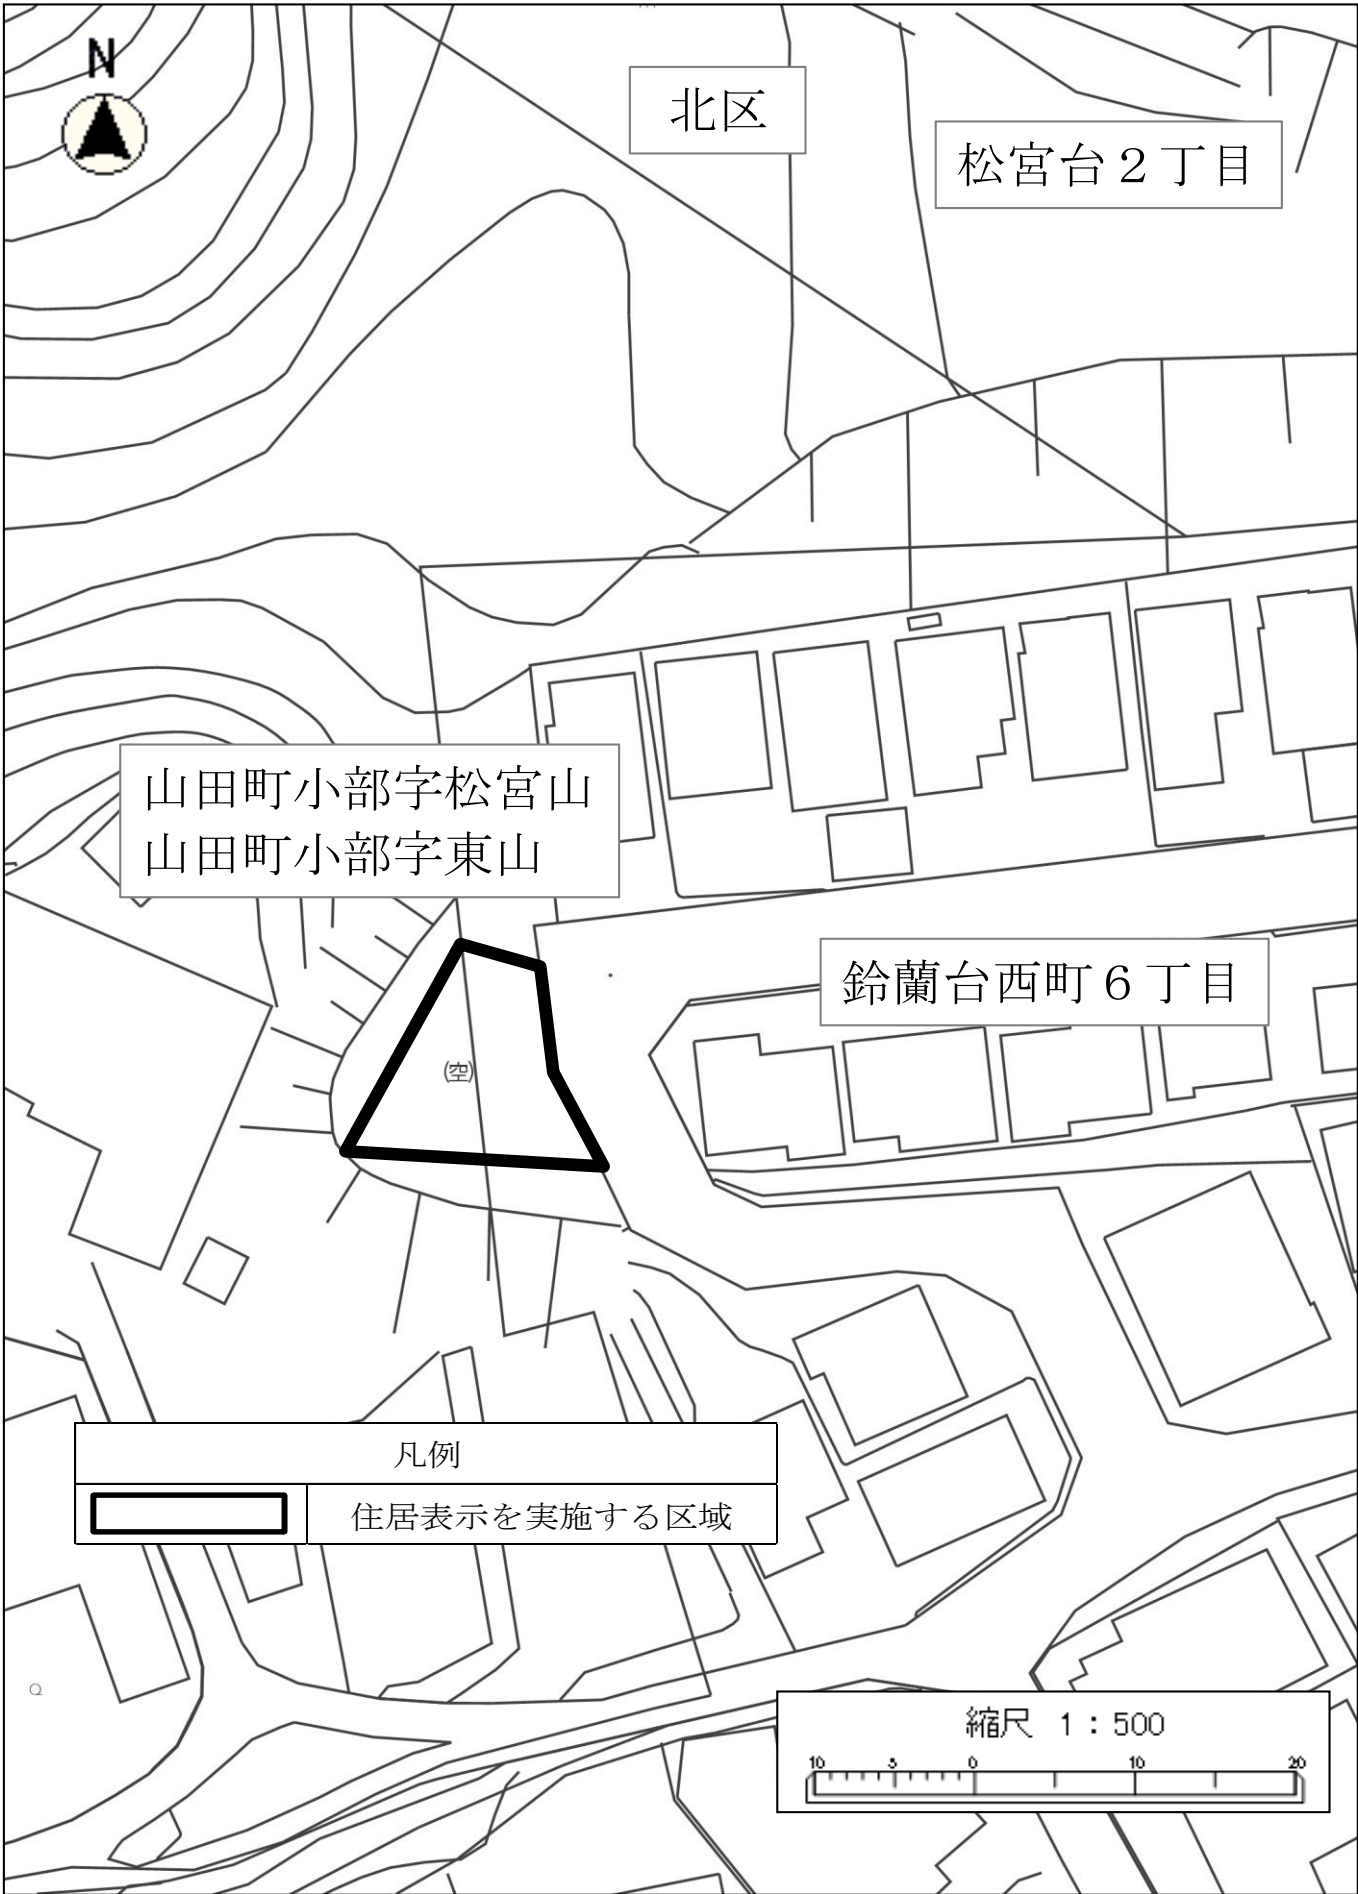 N
北区
松宮台２丁目
山田町小部字松宮山
山田町小部字東山
鈴蘭台西町６丁目
(空)
凡例
住居表示を実施する区域
縮尺 1：500
10 5 0 10 20